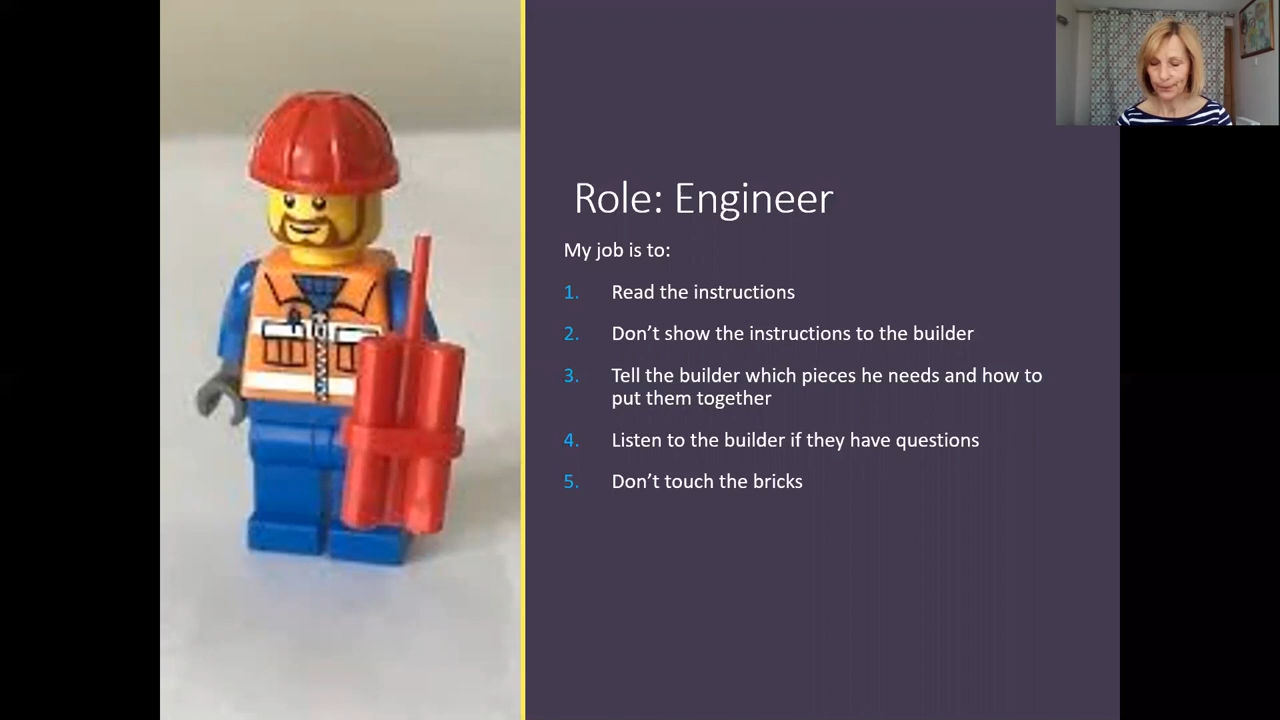 Role: Engineer
My job is to:
1. Read the instructions
2. Don't show the instructions to the builder
3. Tell the builder which pieces he needs and how to
put them together
4. Listen to the builder if they have questions
5. Don't touch the bricks